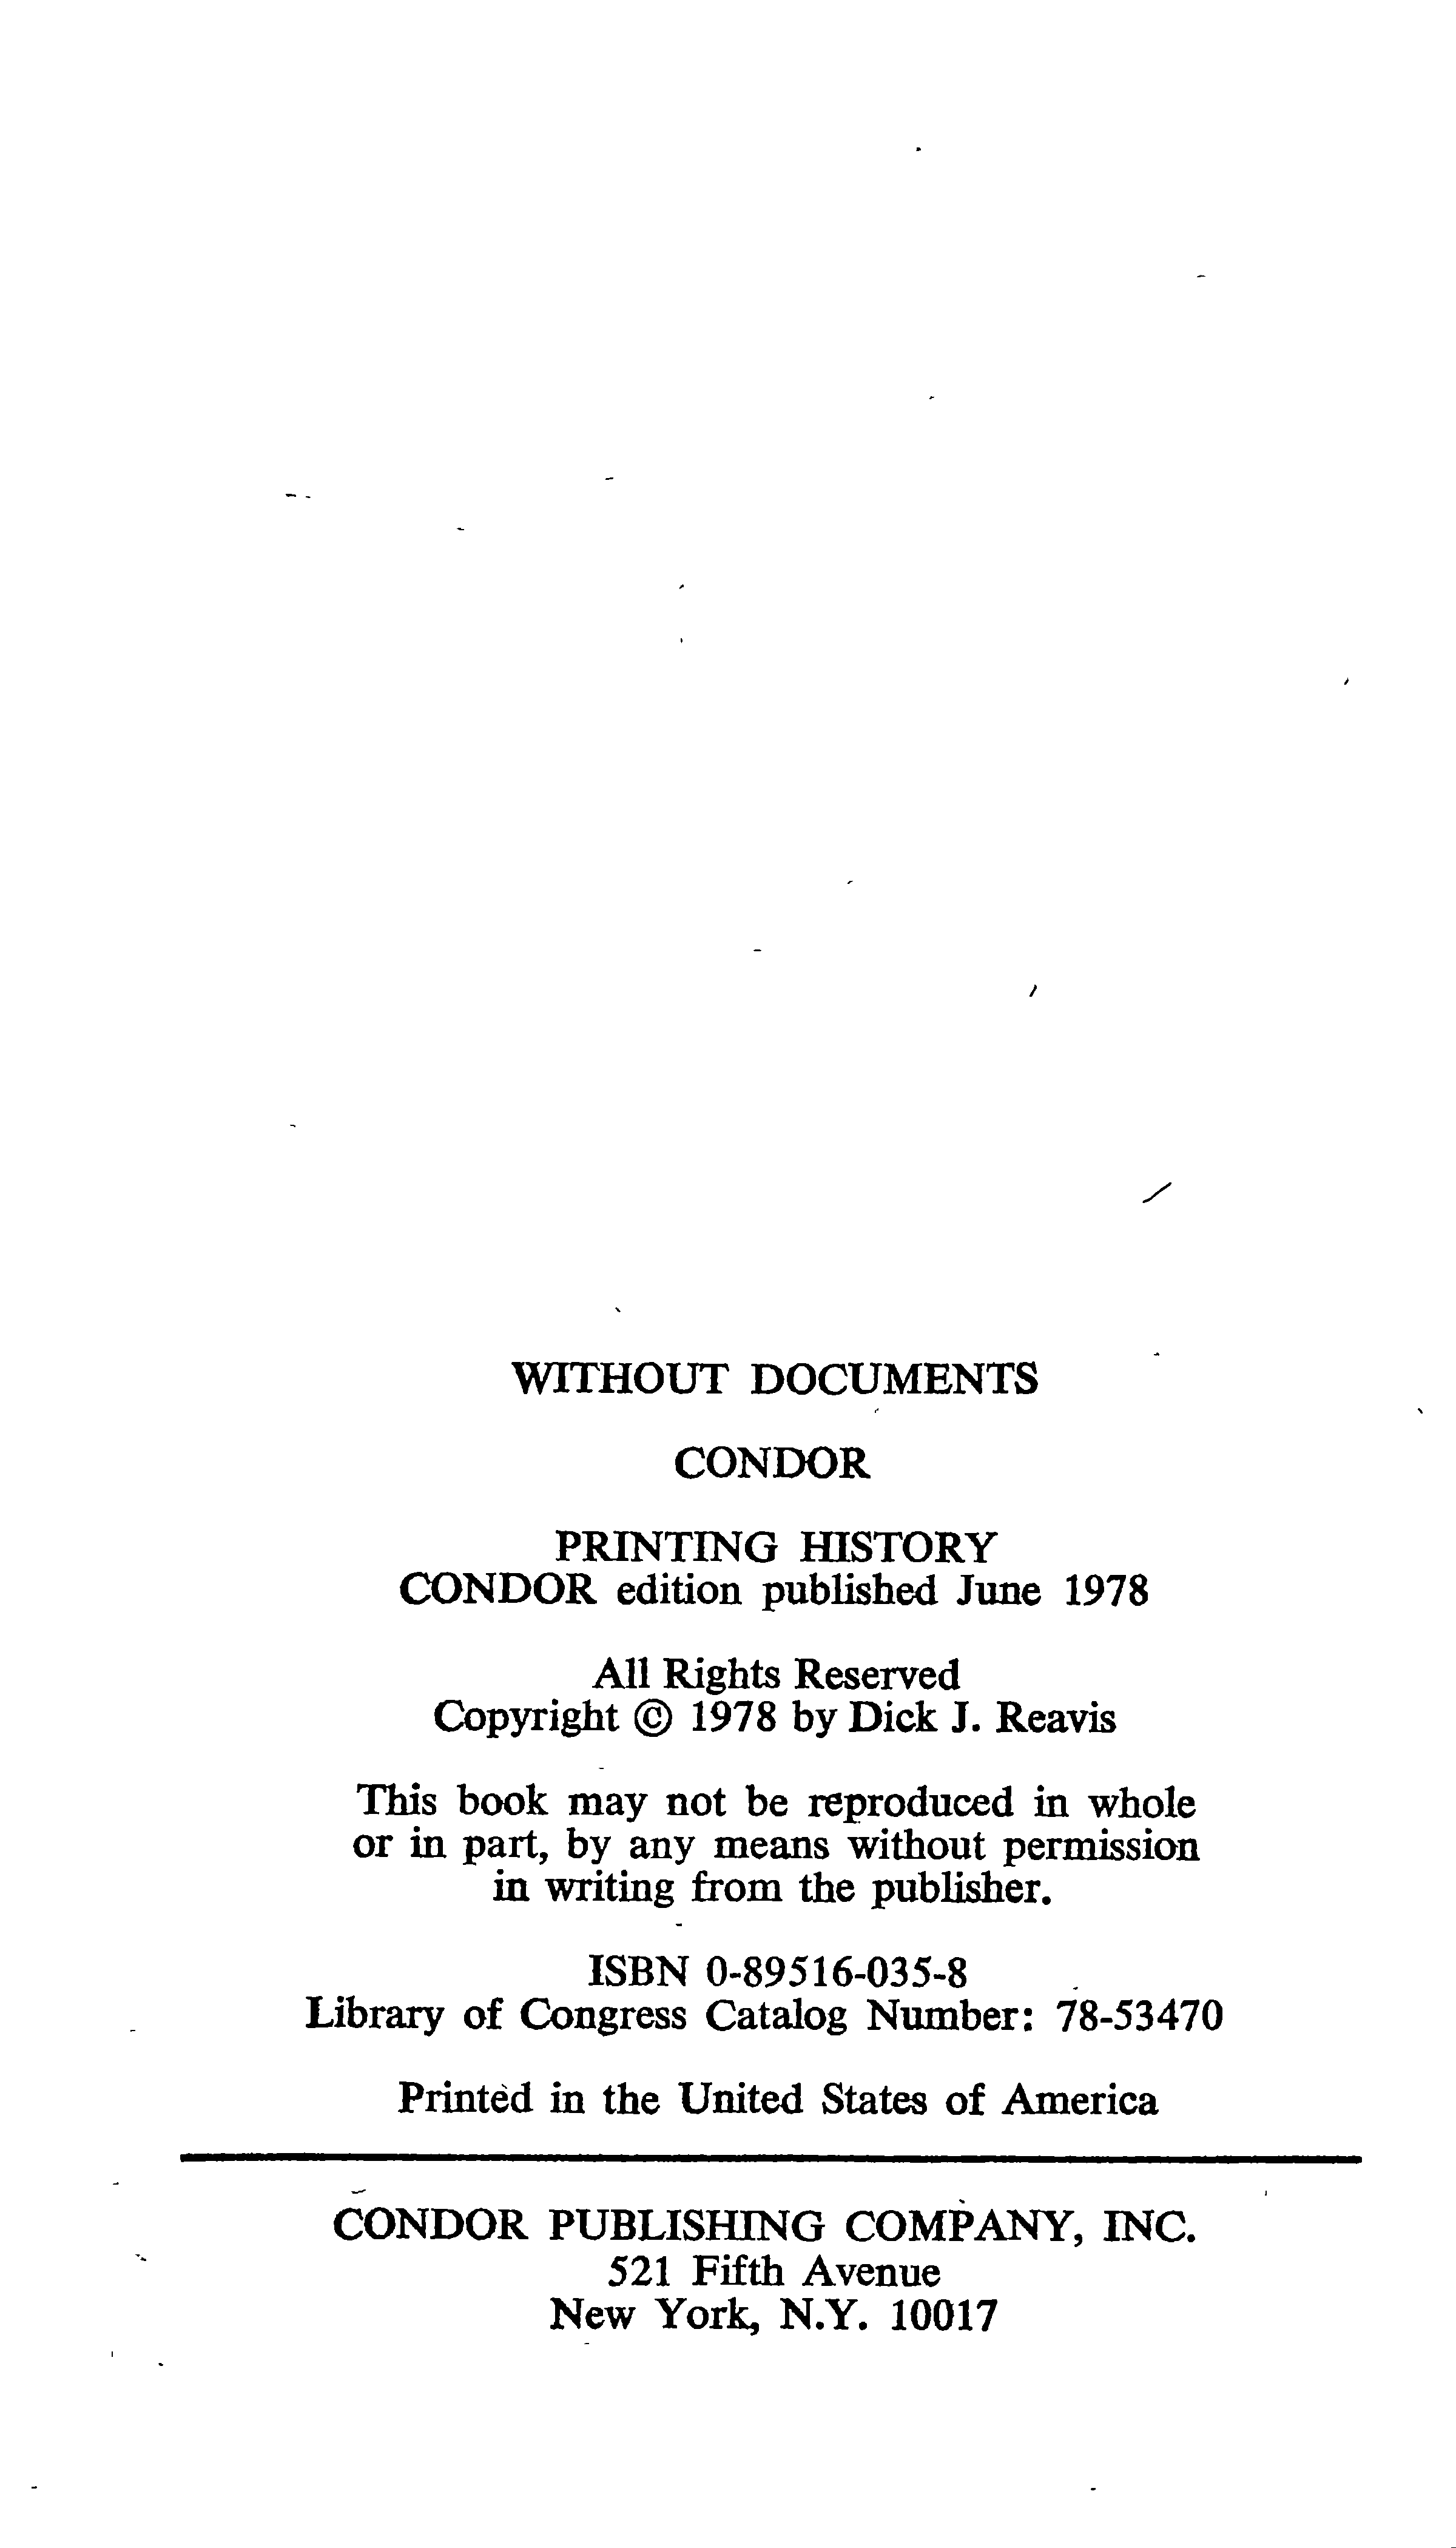 WITHOUT DOCUMENTS
CONDOR
PRINTING HISTORY
CONDOR edition published June 1978
All Rights Reserved
Copyright © 1978 by Dick J. Reavis
This book may not be reproduced in whole
or in part, by any means without permission
in writing from the publisher.
ISBN 0-89516-035-8
Library of Congress Catalog Number: 78-53470
Printed in the United States of America
CONDOR PUBLISHING COMPANY, INC.
521 Fifth Avenue
New York, N.Y. 10017